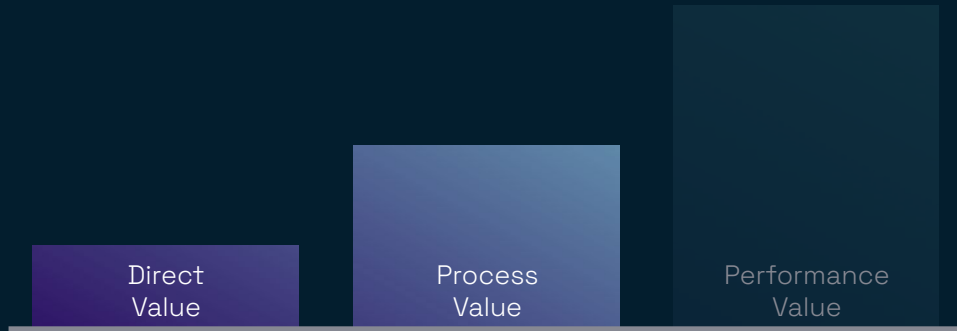 Direct
Value
Process
Value
Performance
Value